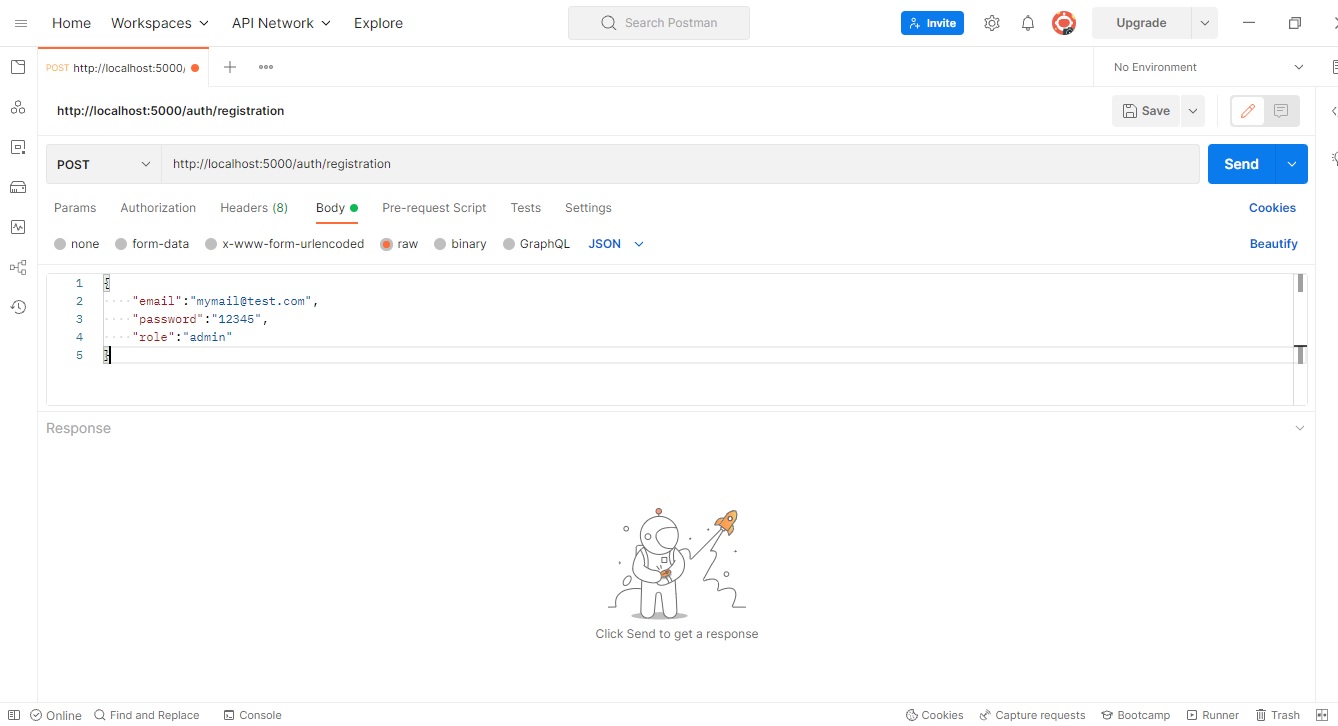 Home Workspaces API Network Explore Search Postman Invite Upgrade
POST http://localhost:5000/ No Environment
http://localhost:5000/auth/registration Save
POST http://localhost:5000/auth/registration Send
Params Authorization Headers (8) Body Pre-request Script Tests Settings Cookies
none form-data x-www-form-urlencoded raw binary GraphQL JSON Beautify
1 {
2 "email":"mymail@test.com",
3 "password":"12345",
4 "role":"admin"
5 }
Response
Click Send to get a response
Online Find and Replace Console Cookies Capture requests Bootcamp Runner Trash